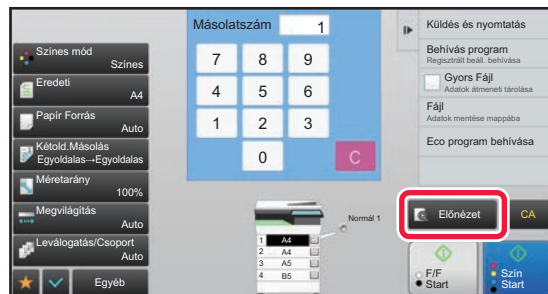 Színes mód
Színes
Eredeti
A4
Papír Forrás
Auto
Kétold.Másolás
Egyoldalas→Egyoldalas
Méretarány
100%
Megvilágítás
Auto
Leválogatás/Csoport
Auto
Egyéb
Másolatszám 1
7 8 9
4 5 6
1 2 3
0 C
Normál 1
1 A4
2 A4
3 A5
4 B5
Küldés és nyomtatás
Behívás program
Regisztrált beáll. behívása
Gyors Fájl
Adatok átmeneti tárolása
Fájl
Adatok mentése mappába
Eco program behívása
Előnézet
CA
F/F
Start
Szín
Start